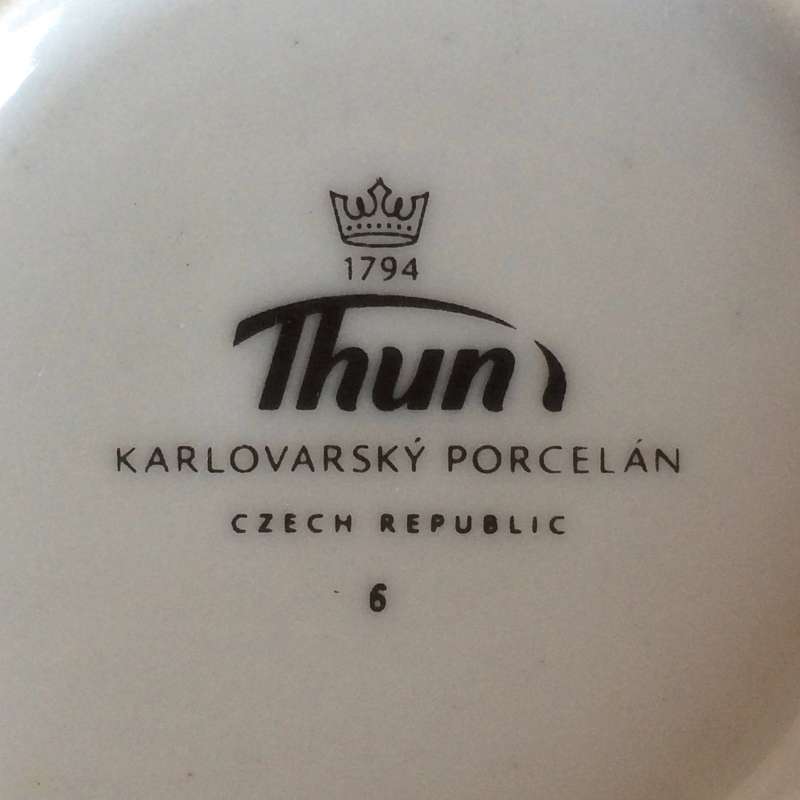 1794
Thun
KARLOVARSKÝ PORCELÁN
CZECH REPUBLIC
6